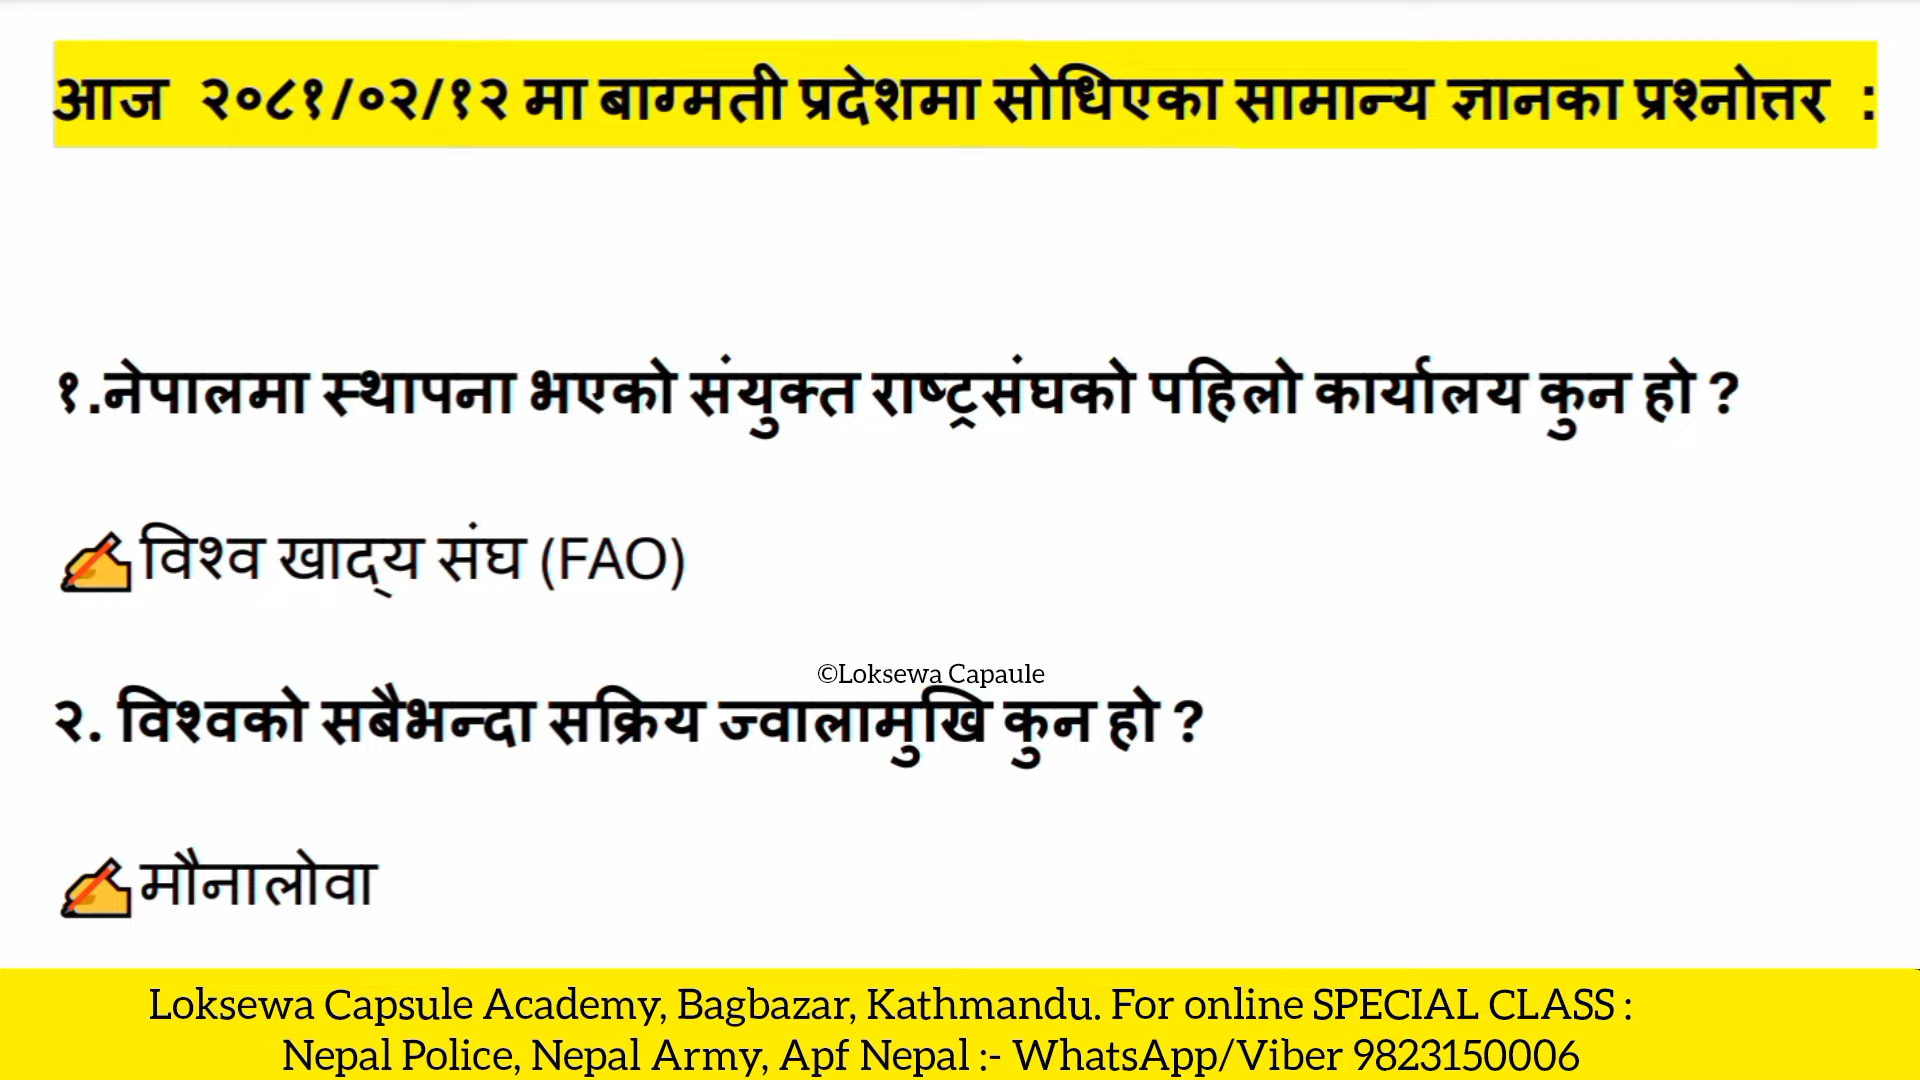 आज २०८१/०२/१२ मा बाग्मती प्रदेशमा सोधिएका सामान्य ज्ञानका प्रश्नोत्तर :
१.नेपालमा स्थापना भएको संयुक्त राष्ट्रसंघको पहिलो कार्यालय कुन हो ?
✍️विश्व खाद्य संघ (FAO)
©Loksewa Capaule
२. विश्वको सबैभन्दा सक्रिय ज्वालामुखि कुन हो ?
✍️मौनालोवा
Loksewa Capsule Academy, Bagbazar, Kathmandu. For online SPECIAL CLASS :
Nepal Police, Nepal Army, Apf Nepal :- WhatsApp/Viber 9823150006